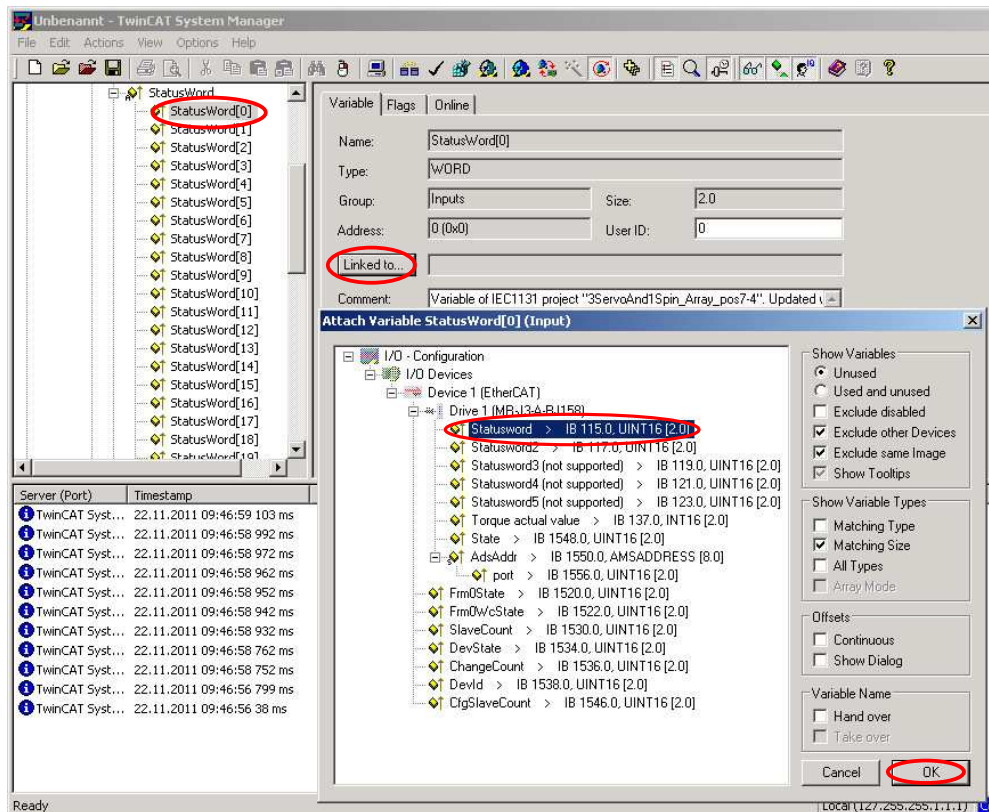 Unbenannt - TwinCAT System Manager
File Edit Actions View Options Help
StatusWord
StatusWord[0]
StatusWord[1]
StatusWord[2]
StatusWord[3]
StatusWord[4]
StatusWord[5]
StatusWord[6]
StatusWord[7]
StatusWord[8]
StatusWord[9]
StatusWord[10]
StatusWord[11]
StatusWord[12]
StatusWord[13]
StatusWord[14]
StatusWord[15]
StatusWord[16]
StatusWord[17]
StatusWord[18]
StatusWord[19]
Variable Flags Online
Name: StatusWord[0]
Type: WORD
Group: Inputs Size: 2.0
Address: 0 (0x0) User ID: 0
Linked to...
Comment: Variable of IEC1131 project "3ServoAnd1Spin_Array_pos7-4". Updated
Attach Variable StatusWord[0] (Input)
I/O - Configuration
I/O Devices
Device 1 (EtherCAT)
Drive 1 (MB-J3-A-BJ158)
Statusword > IB 115.0, UINT16 [2.0]
Statusword2 > IB 117.0, UINT16 [2.0]
Statusword3 (not supported) > IB 119.0, UINT16 [2.0]
Statusword4 (not supported) > IB 121.0, UINT16 [2.0]
Statusword5 (not supported) > IB 123.0, UINT16 [2.0]
Torque actual value > IB 137.0, INT16 [2.0]
State > IB 1548.0, UINT16 [2.0]
AdsAddr > IB 1550.0, AMSADDRESS [8.0]
port > IB 1556.0, UINT16 [2.0]
Frm0State > IB 1520.0, UINT16 [2.0]
Frm0WcState > IB 1522.0, UINT16 [2.0]
SlaveCount > IB 1530.0, UINT16 [2.0]
DevState > IB 1534.0, UINT16 [2.0]
ChangeCount > IB 1536.0, UINT16 [2.0]
DevId > IB 1538.0, UINT16 [2.0]
CfgSlaveCount > IB 1546.0, UINT16 [2.0]
Show Variables
Unused
Used and unused
Exclude disabled
Exclude other Devices
Exclude same Image
Show Tooltips
Show Variable Types
Matching Type
Matching Size
All Types
Array Mode
Offsets
Continuous
Show Dialog
Variable Name
Hand over
Take over
Cancel OK
Server (Port) Timestamp
TwinCAT Syst... 22.11.2011 09:46:59 103 ms
TwinCAT Syst... 22.11.2011 09:46:58 992 ms
TwinCAT Syst... 22.11.2011 09:46:58 972 ms
TwinCAT Syst... 22.11.2011 09:46:58 962 ms
TwinCAT Syst... 22.11.2011 09:46:58 952 ms
TwinCAT Syst... 22.11.2011 09:46:58 942 ms
TwinCAT Syst... 22.11.2011 09:46:58 932 ms
TwinCAT Syst... 22.11.2011 09:46:58 762 ms
TwinCAT Syst... 22.11.2011 09:46:58 752 ms
TwinCAT Syst... 22.11.2011 09:46:56 799 ms
TwinCAT Syst... 22.11.2011 09:46:56 38 ms
Ready Local (127.255.255.1.1.1)